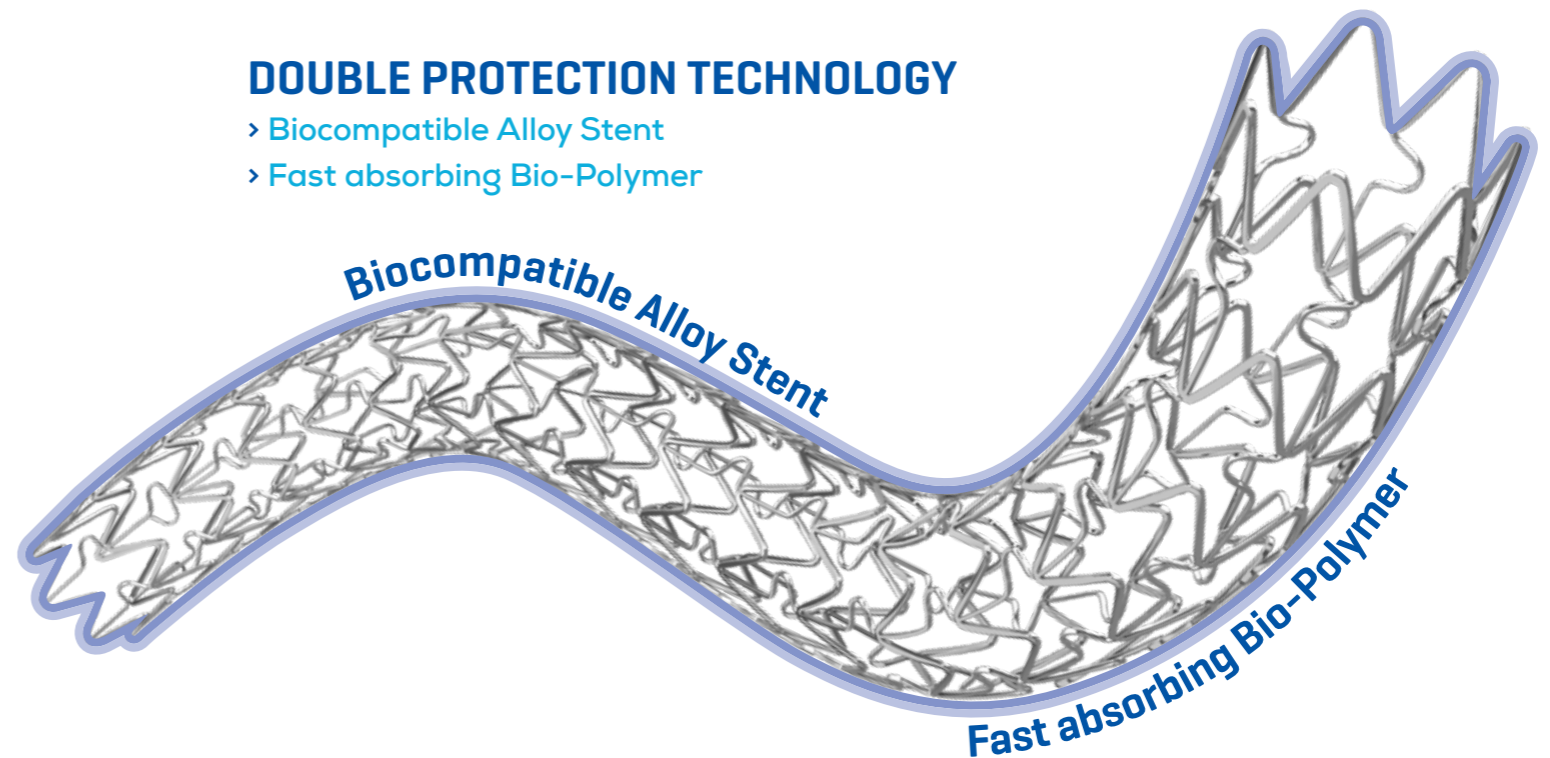 DOUBLE PROTECTION TECHNOLOGY
› Biocompatible Alloy Stent
› Fast absorbing Bio-Polymer
Biocompatible Alloy Stent
Fast absorbing Bio-Polymer